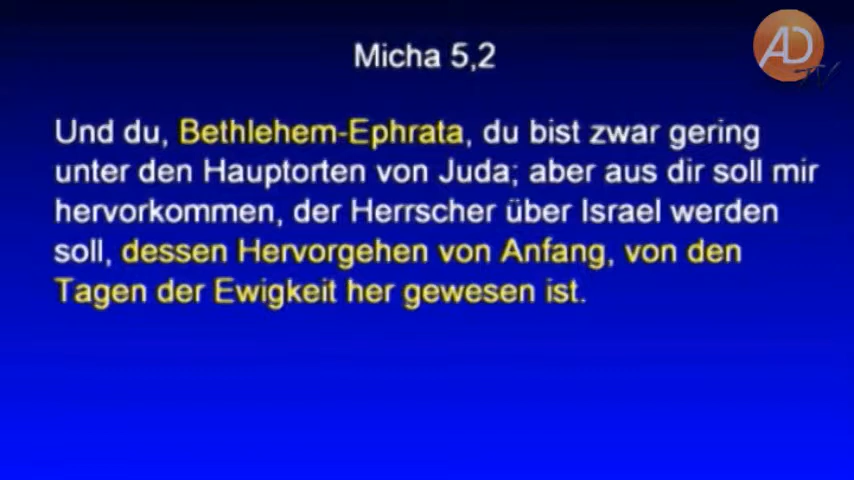 AD
TV
Micha 5,2
Und du, Bethlehem-Ephrata, du bist zwar gering
unter den Hauptorten von Juda; aber aus dir soll mir
hervorkommen, der Herrscher über Israel werden
soll, dessen Hervorgehen von Anfang, von den
Tagen der Ewigkeit her gewesen ist.